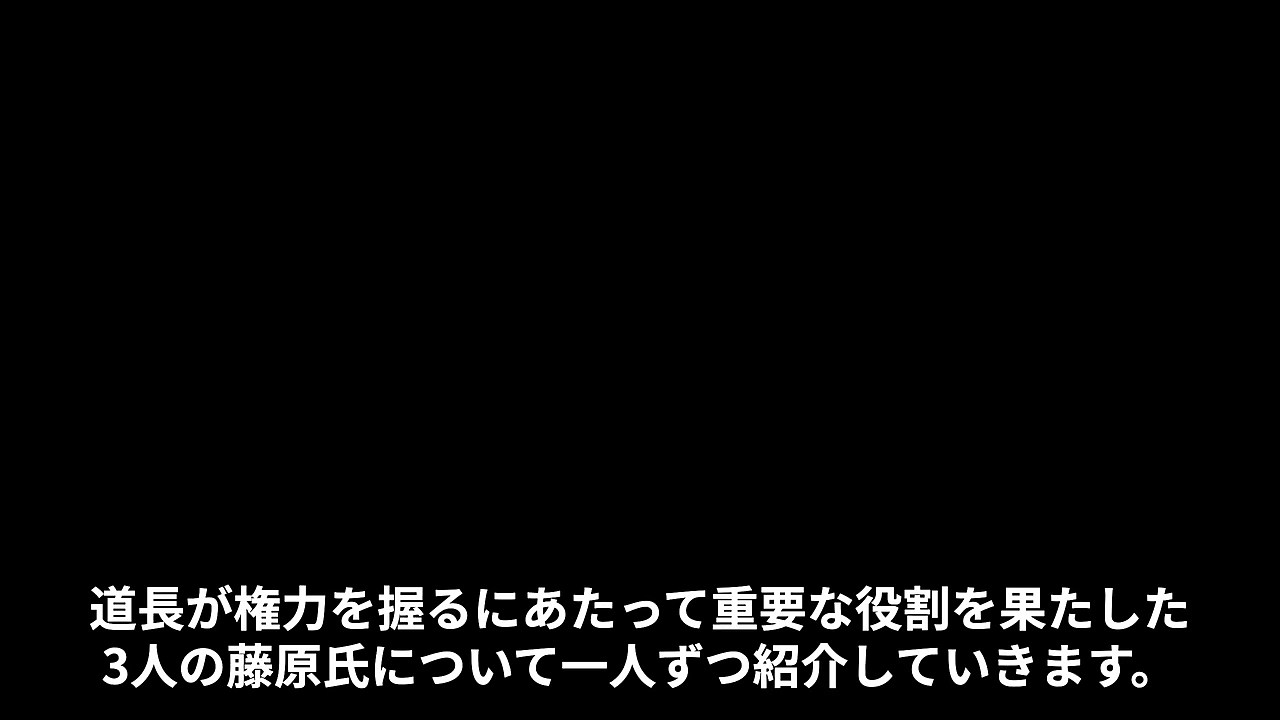 道長が権力を握るにあたって重要な役割を果たした
3人の藤原氏について一人ずつ紹介していきます。